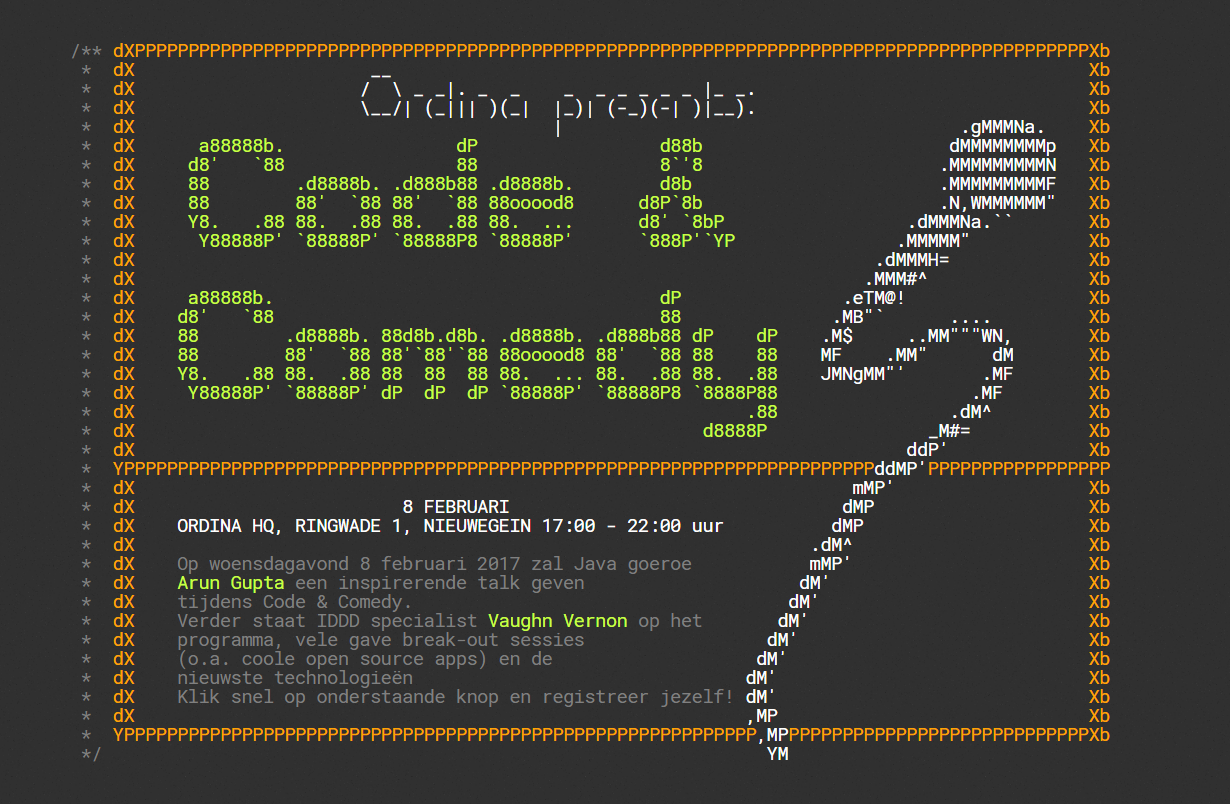 Ordina presents
Code &
Comedy
8 FEBRUARI
ORDINA HQ, RINGWADE 1, NIEUWEGEIN 17:00 - 22:00 uur
Op woensdagavond 8 februari 2017 zal Java goeroe
Arun Gupta een inspirerende talk geven
tijdens Code & Comedy.
Verder staat IDDD specialist Vaughn Vernon op het
programma, vele gave break-out sessies
(o.a. coole open source apps) en de
nieuwste technologieën
Klik snel op onderstaande knop en registreer jezelf!